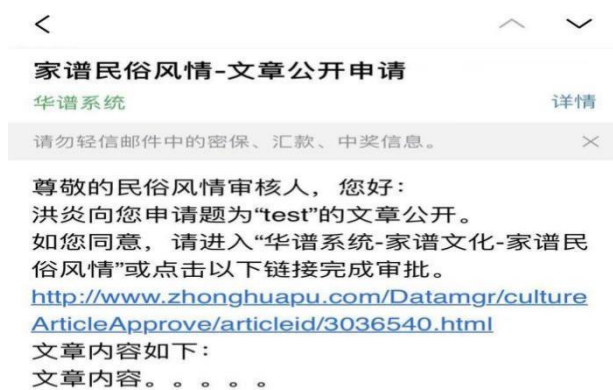 家谱民俗风情-文章公开申请
华谱系统 详情
请勿轻信邮件中的密保、汇款、中奖信息。
尊敬的民俗风情审核人，您好：
洪炎向您申请题为“test”的文章公开。
如您同意，请进入“华谱系统-家谱文化-家谱民
俗风情”或点击以下链接完成审批。
http://www.zhonghuapu.com/Datamgr/culture
ArticleApprove/articleid/3036540.html
文章内容如下：
文章内容。。。。。